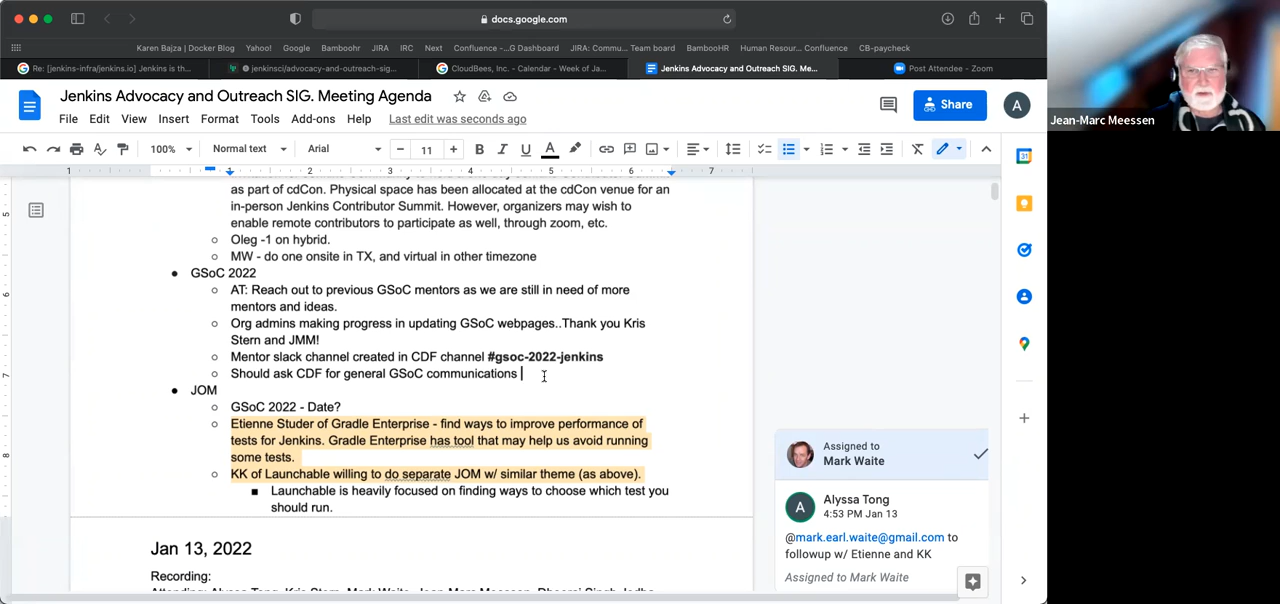 docs.google.com
Karen Bajza | Docker Blog Yahoo! Google Bamboohr JIRA IRC Next Confluence -...G Dashboard JIRA: Commu... Team board BambooHR Human Resour...Confluence CB-paycheck
Re: [jenkins-infra/jenkins.io] Jenkins is th... jenkinsci/advocacy-and-outreach-sig... CloudBees, Inc. - Calendar - Week of Ja... Jenkins Advocacy and Outreach SIG. Me... Post Attendee - Zoom
Jenkins Advocacy and Outreach SIG. Meeting Agenda
Share
A
Jean-Marc Meessen
File Edit View Insert Format Tools Add-ons Help Last edit was seconds ago
100% Normal text Arial 11
as part of cdCon. Physical space has been allocated at the cdCon venue for an
in-person Jenkins Contributor Summit. However, organizers may wish to
enable remote contributors to participate as well, through zoom, etc.
Oleg -1 on hybrid.
MW - do one onsite in TX, and virtual in other timezone
GSoC 2022
AT: Reach out to previous GSoC mentors as we are still in need of more
mentors and ideas.
Org admins making progress in updating GSoC webpages..Thank you Kris
Stern and JMM!
Mentor slack channel created in CDF channel #gsoc-2022-jenkins
Should ask CDF for general GSoC communications
JOM
GSoC 2022 - Date?
Etienne Studer of Gradle Enterprise - find ways to improve performance of
tests for Jenkins. Gradle Enterprise has tool that may help us avoid running
some tests.
KK of Launchable willing to do separate JOM w/ similar theme (as above).
Launchable is heavily focused on finding ways to choose which test you
should run.
Jan 13, 2022
Recording:
Assigned to
Mark Waite
A
Alyssa Tong
4:53 PM Jan 13
@mark.earl.waite@gmail.com to
followup w/ Etienne and KK
Assigned to Mark Waite